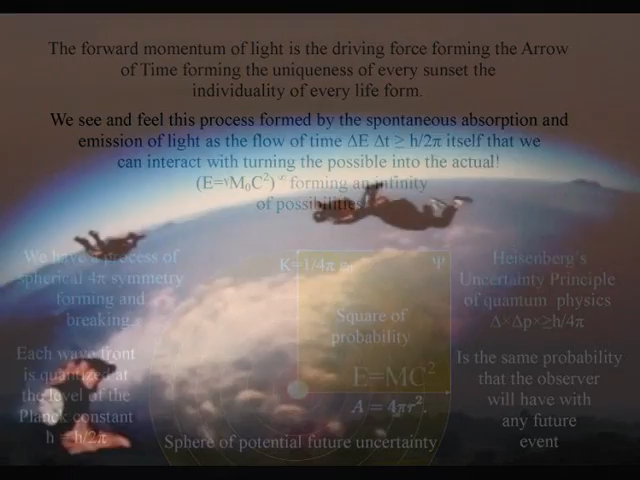 The forward momentum of light is the driving force forming the Arrow
of Time forming the uniqueness of every sunset the
individuality of every life form.
We see and feel this process formed by the spontaneous absorption and
emission of light as the flow of time ΔE Δt ≥ h/2π itself that we
can interact with turning the possible into the actual!
(E=ᵞM₀C²) ∞ forming an infinity
of possibilities
We have a process of
spherical 4π symmetry
forming and
breaking.
Each wave front
is quantized at
the level of the
Planck constant
ħ = h/2π
K=1/4π ε₀
Ψ
Square of
probability
E=MC²
A = 4πr².
Sphere of potential future uncertainty
Heisenberg's
Uncertainty Principle
of quantum physics
Δ×Δp×≥h/4π
Is the same probability
that the observer
will have with
any future
event